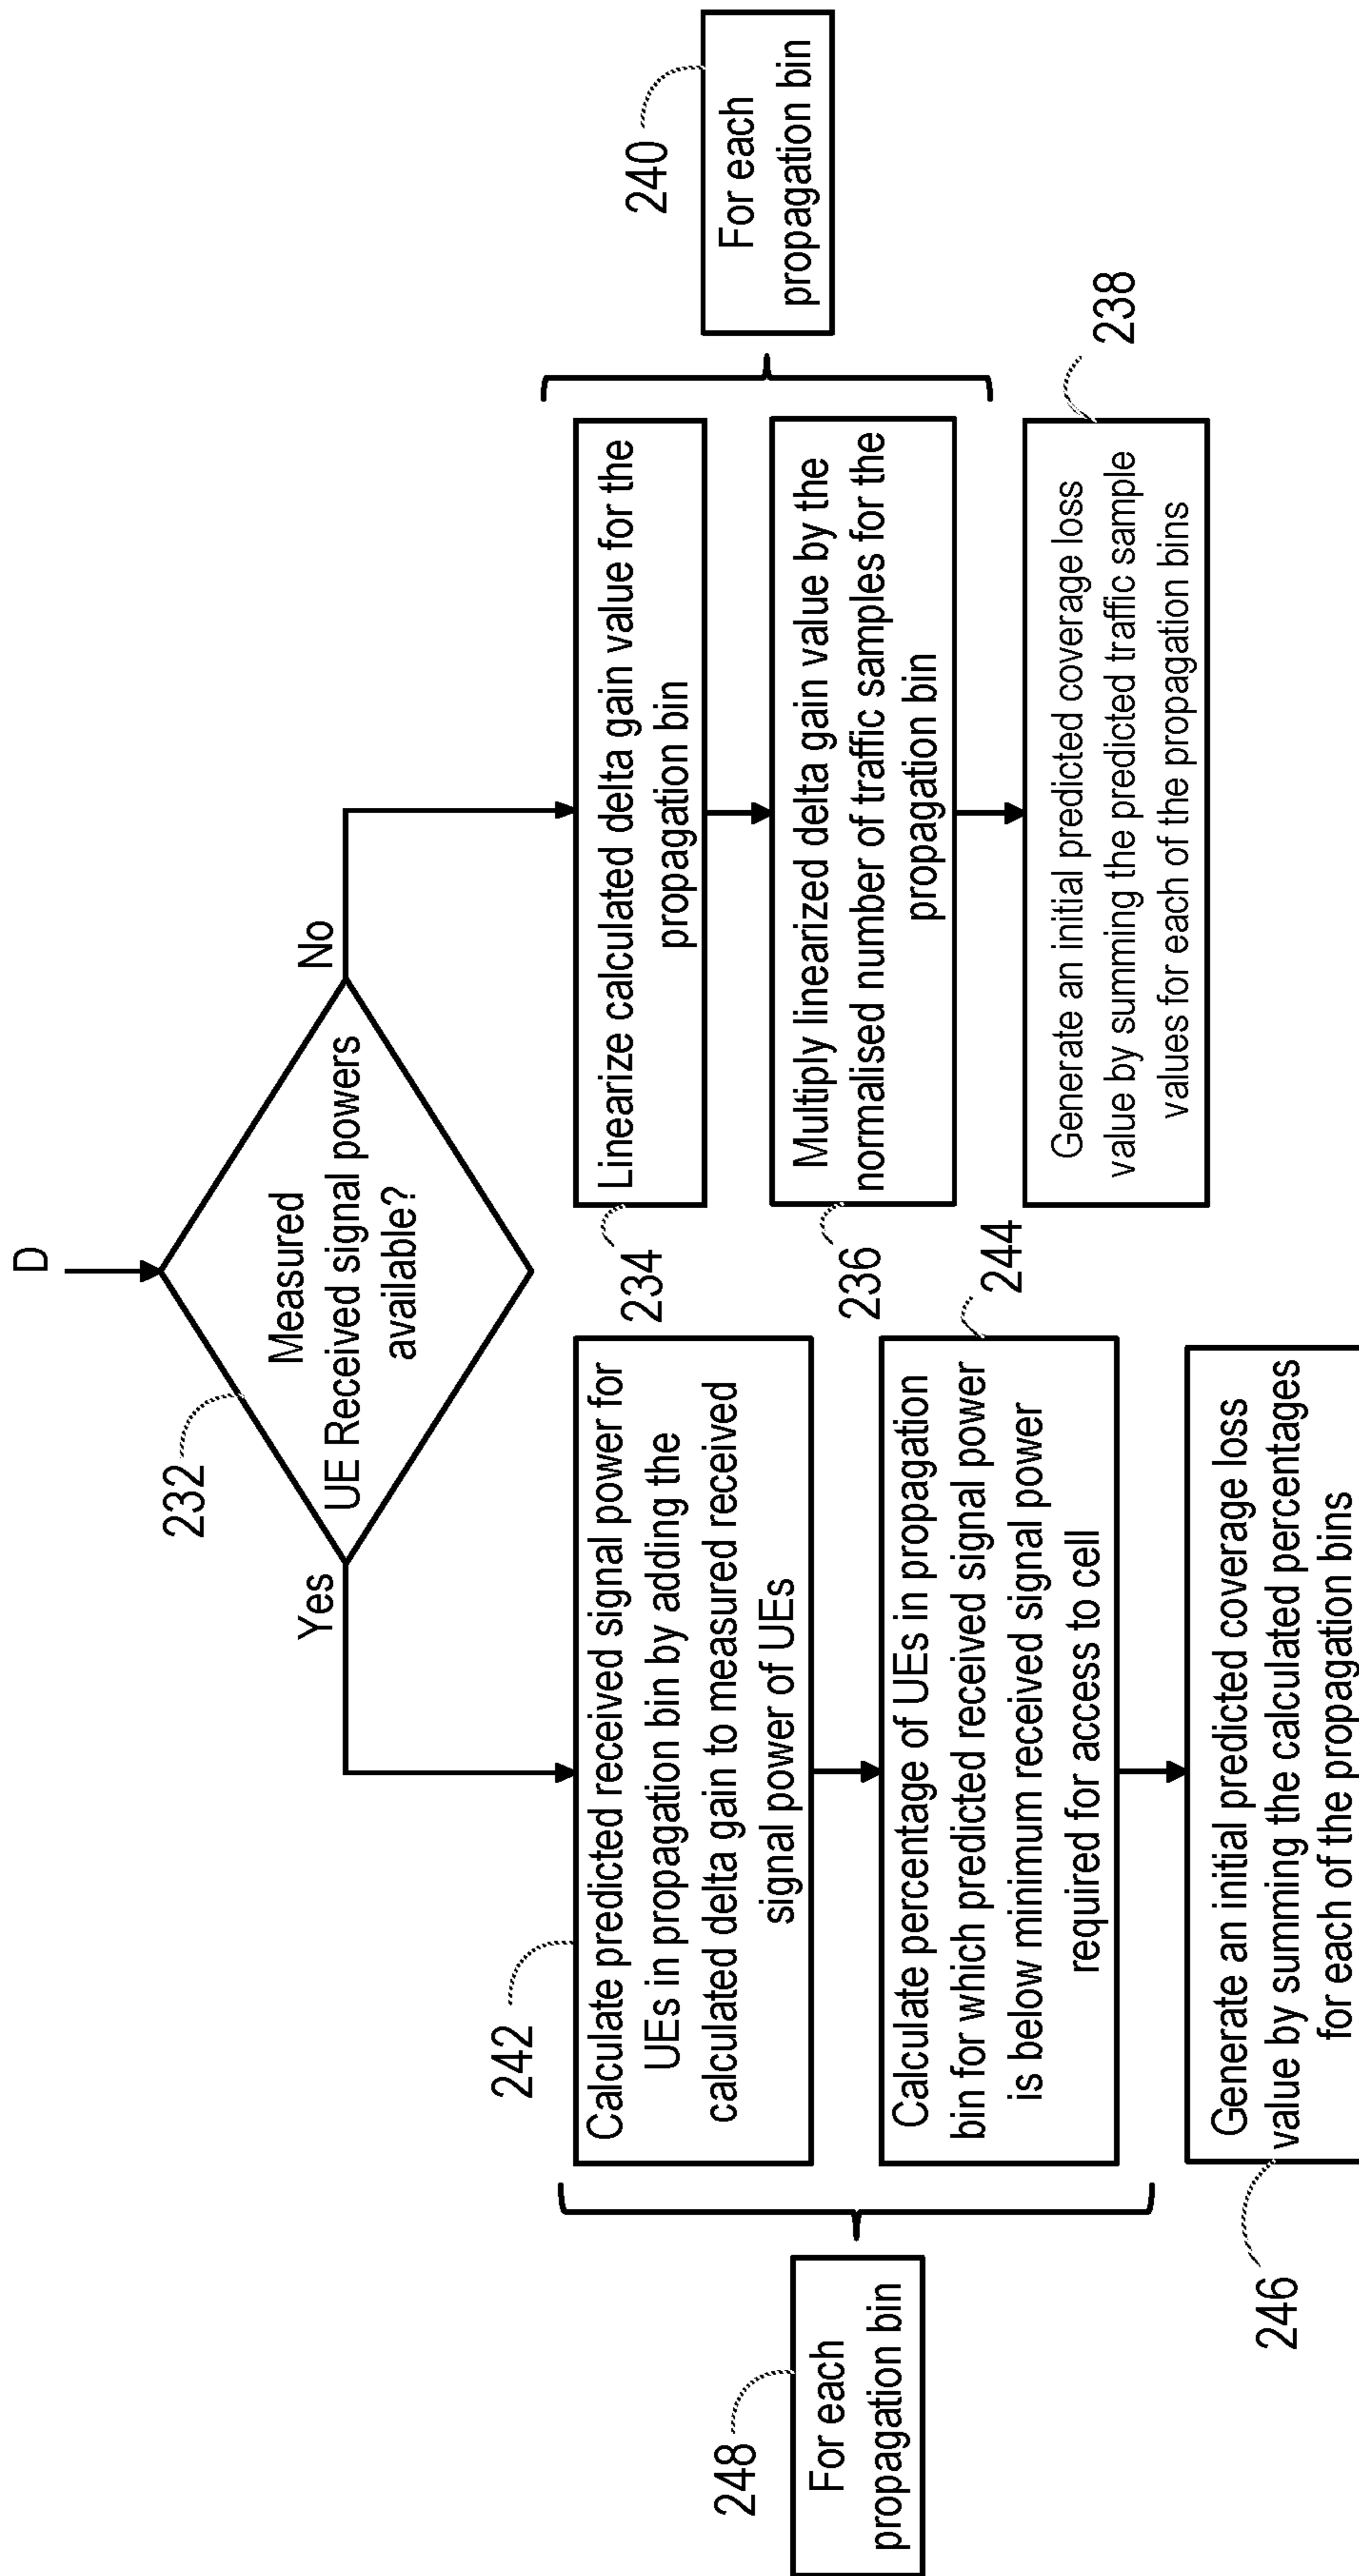 D
232
Measured
UE Received signal powers
available?
Yes
No
242
Calculate predicted received signal power for
UEs in propagation bin by adding the
calculated delta gain to measured received
signal power of UEs
244
Calculate percentage of UEs in propagation
bin for which predicted received signal power
is below minimum received signal power
required for access to cell
246
Generate an initial predicted coverage loss
value by summing the calculated percentages
for each of the propagation bins
248
For each
propagation bin
234
Linearize calculated delta gain value for the
propagation bin
236
Multiply linearized delta gain value by the
normalised number of traffic samples for the
propagation bin
238
Generate an initial predicted coverage loss
value by summing the predicted traffic sample
values for each of the propagation bins
240
For each
propagation bin